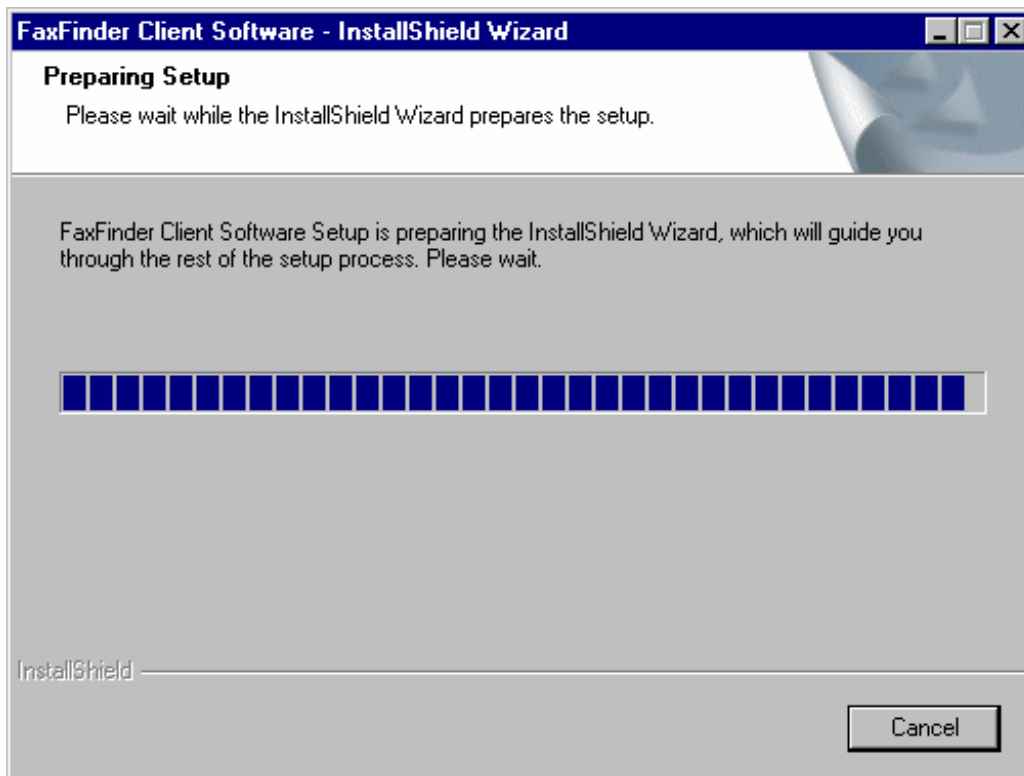 FaxFinder Client Software - InstallShield Wizard
Preparing Setup
Please wait while the InstallShield Wizard prepares the setup.
FaxFinder Client Software Setup is preparing the InstallShield Wizard, which will guide you
through the rest of the setup process. Please wait.
InstallShield
Cancel